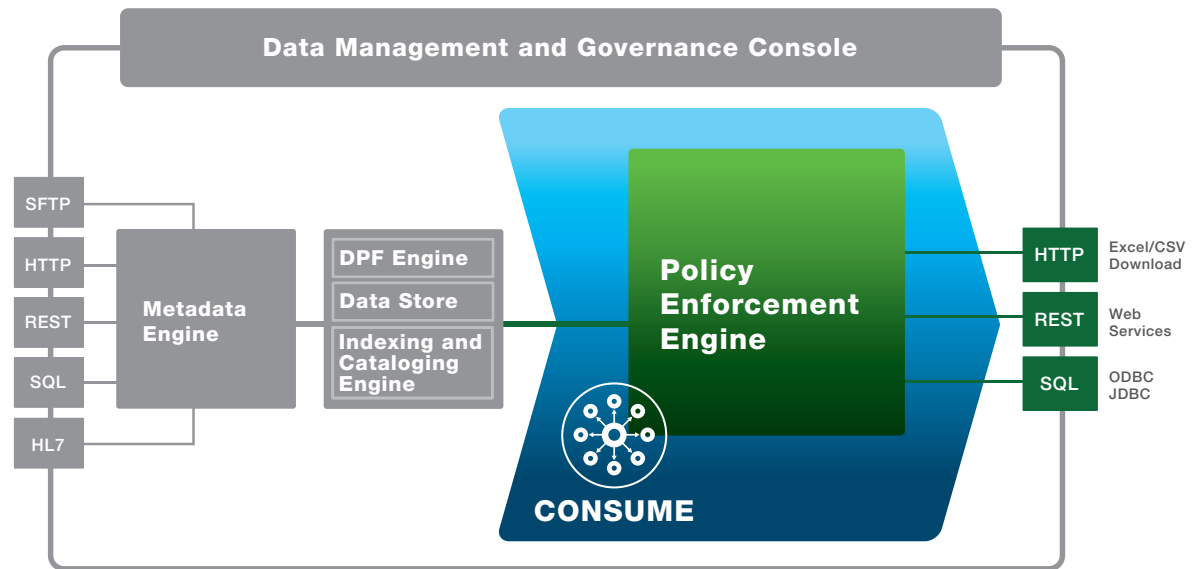 Data Management and Governance Console
SFTP
HTTP
REST
SQL
HL7
Metadata
Engine
DPF Engine
Data Store
Indexing and
Cataloging
Engine
Policy
Enforcement
Engine
CONSUME
HTTP
Excel/CSV
Download
REST
Web
Services
SQL
ODBC
JDBC